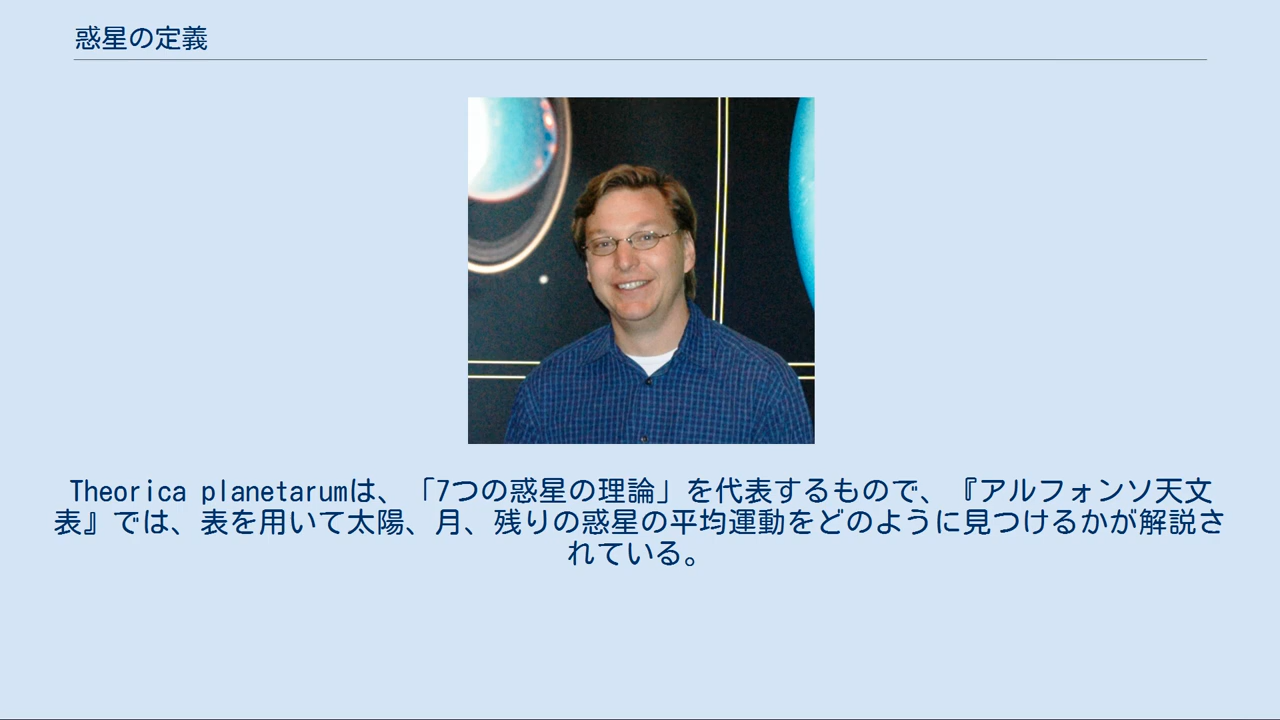 惑星の定義
Theorica planetarumは、「7つの惑星の理論」を代表するもので、『アルフォンソ天文
表』では、表を用いて太陽、月、残りの惑星の平均運動をどのように見つけるかが解説さ
れている。